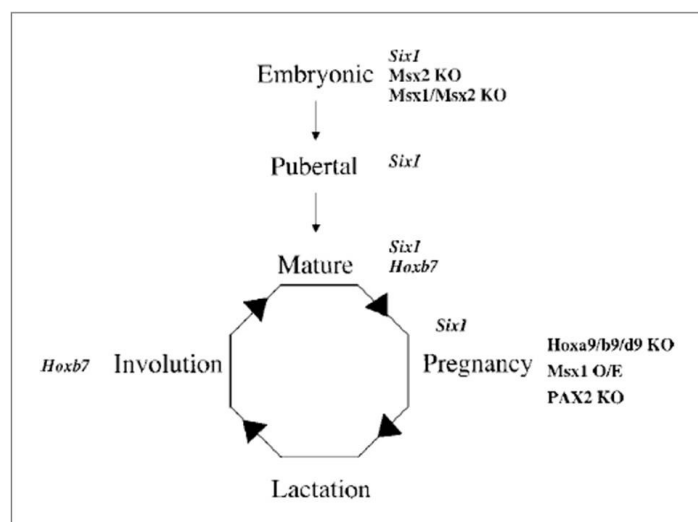 Six1
Embryonic
Msx2 KO
Msx1/Msx2 KO
Pubertal
Six1
Six1
Mature
Hoxb7
Six1
Hoxb7
Involution
Pregnancy
Hoxa9/b9/d9 KO
Msx1 O/E
PAX2 KO
Lactation